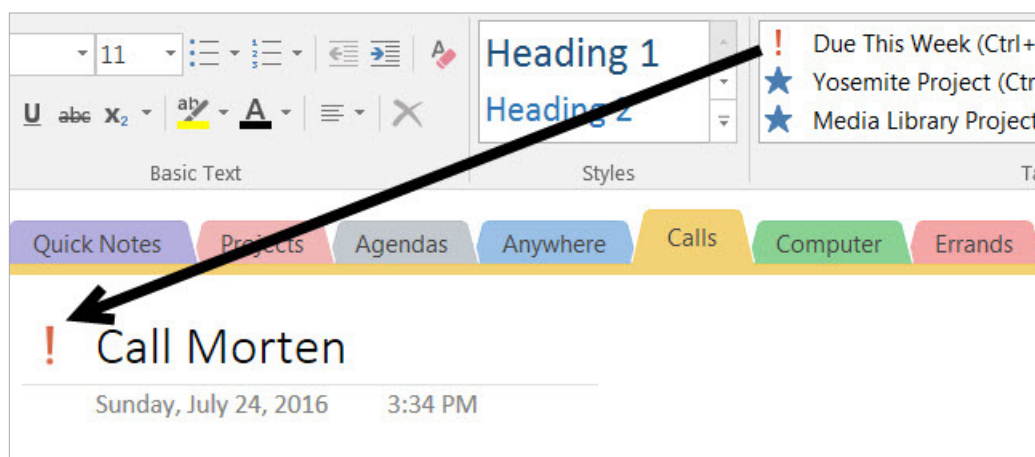 11
Heading 1
Due This Week (Ctrl+
U abc X₂ ab A
Heading 2
Yosemite Project (Ctr
Media Library Project
Basic Text
Styles
Quick Notes
Projects
Agendas
Anywhere
Calls
Computer
Errands
! Call Morten
Sunday, July 24, 2016
3:34 PM